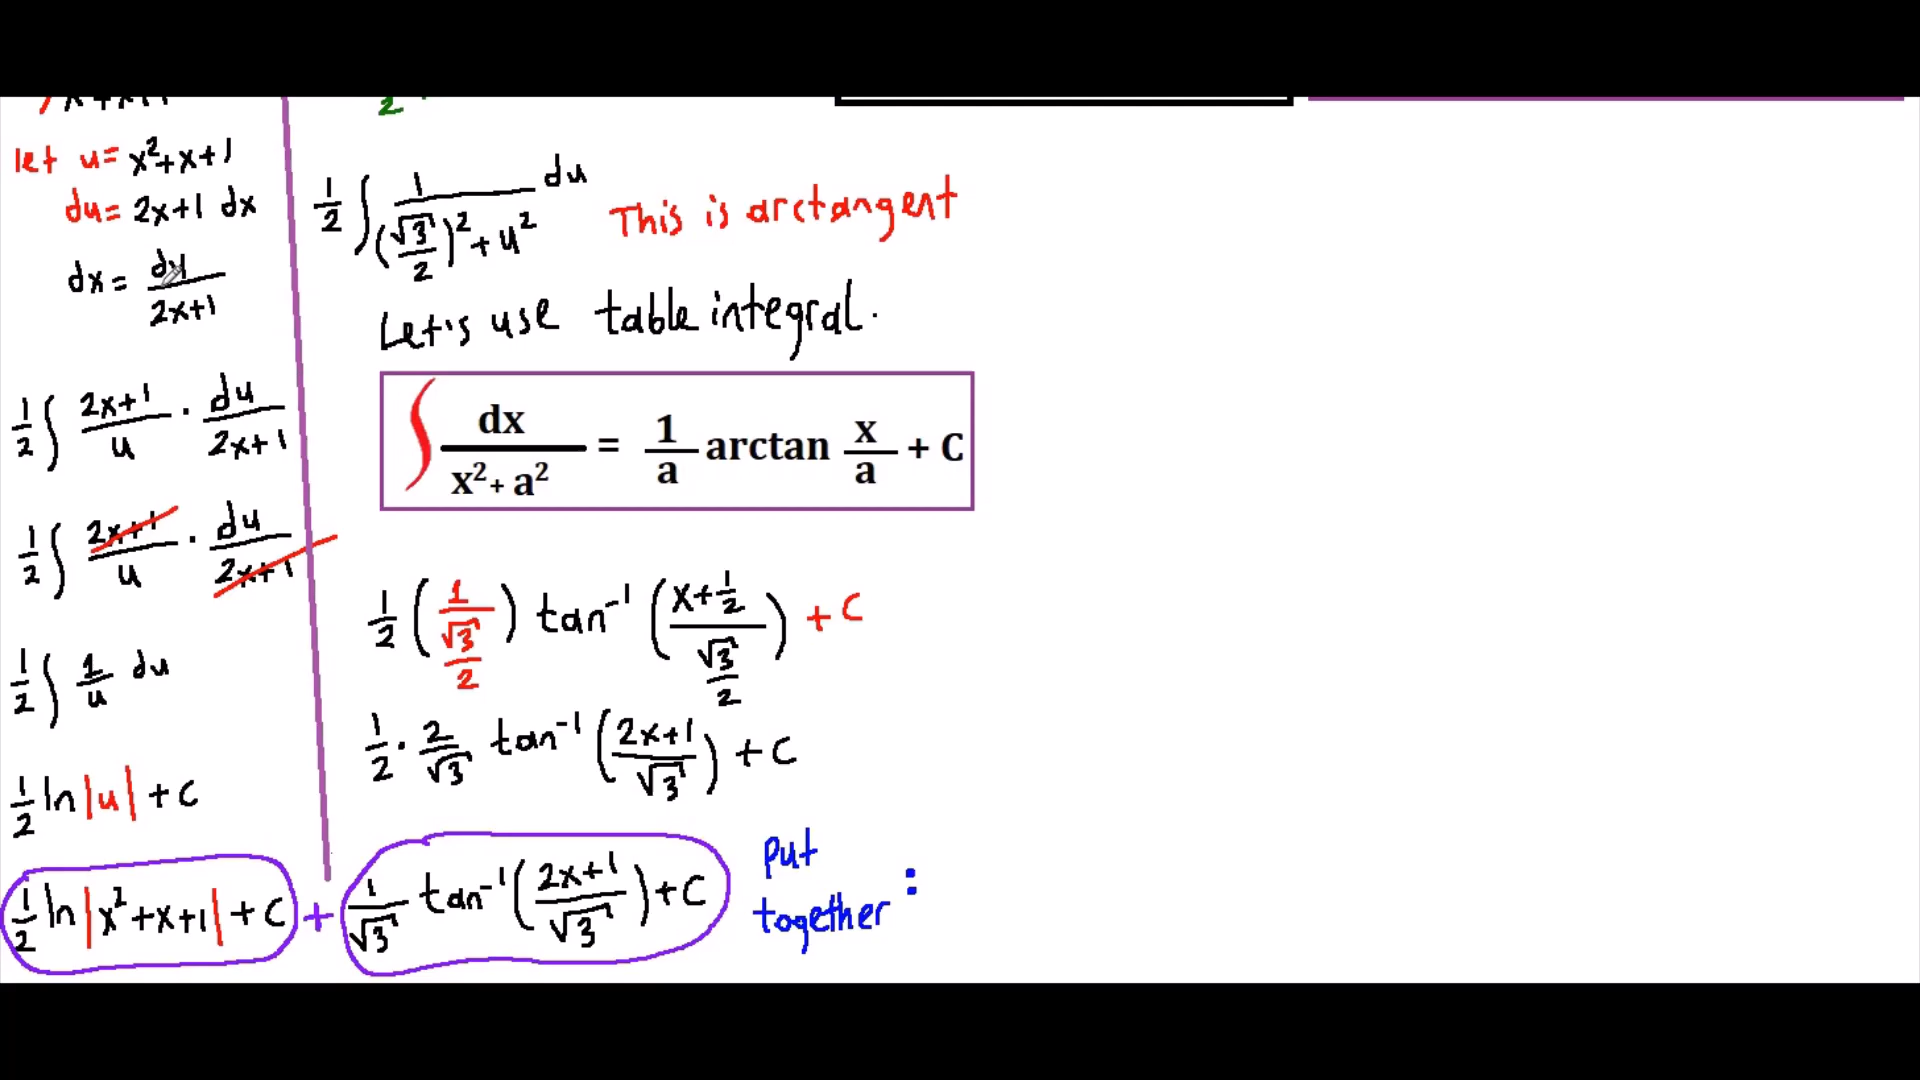 let u = x²+x+1
du = 2x+1 dx
dx = du/2x+1
1/2 ∫ 2x+1/u · du/2x+1
1/2 ∫ 2x+1/u · du/2x+1
1/2 ∫ 1/u du
1/2 ln|u| + C
1/2 ln|x²+x+1| + C
+
1/2 ∫ 1/(√3/2)²+u² du
This is arctangent
Let's use table integral.
∫ dx/x²+a² = 1/a arctan x/a + C
1/2 (1/√3/2) tan⁻¹ (x+1/2/√3/2) + C
1/2 · 2/√3 tan⁻¹ (2x+1/√3) + C
1/√3 tan⁻¹ (2x+1/√3) + C
put
together :